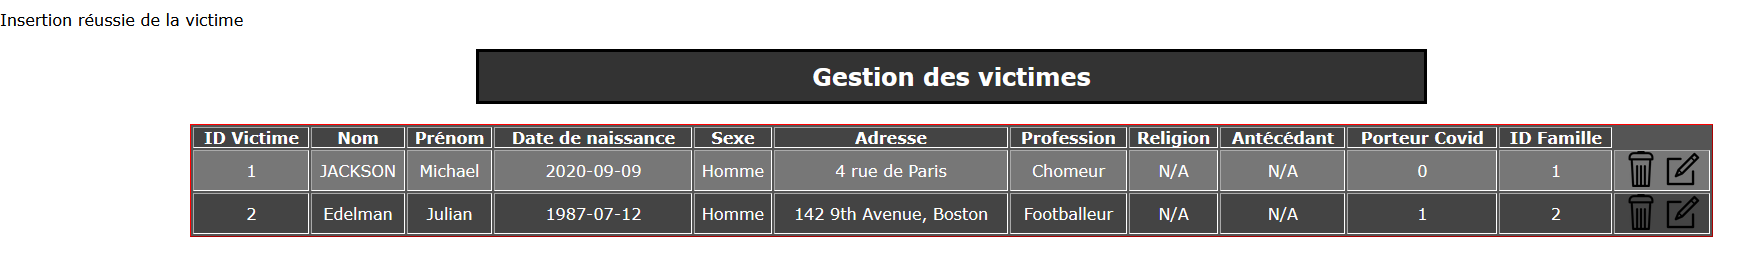 Insertion réussie de la victime
Gestion des victimes
ID Victime Nom Prénom Date de naissance Sexe Adresse Profession Religion Antécédant Porteur Covid ID Famille
1 JACKSON Michael 2020-09-09 Homme 4 rue de Paris Chomeur N/A N/A 0 1
2 Edelman Julian 1987-07-12 Homme 142 9th Avenue, Boston Footballeur N/A N/A 1 2